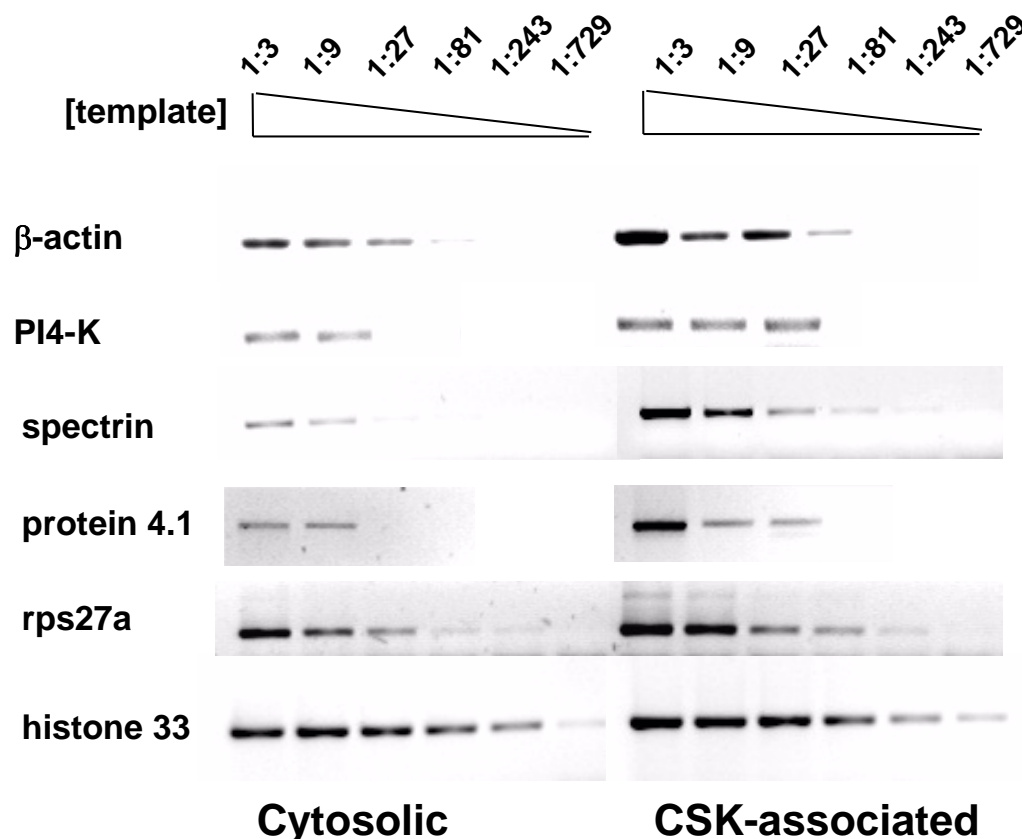 1:3 1:9 1:27 1:81 1:243 1:729 1:3 1:9 1:27 1:81 1:243 1:729
[template]
β-actin
PI4-K
spectrin
protein 4.1
rps27a
histone 33
Cytosolic CSK-associated